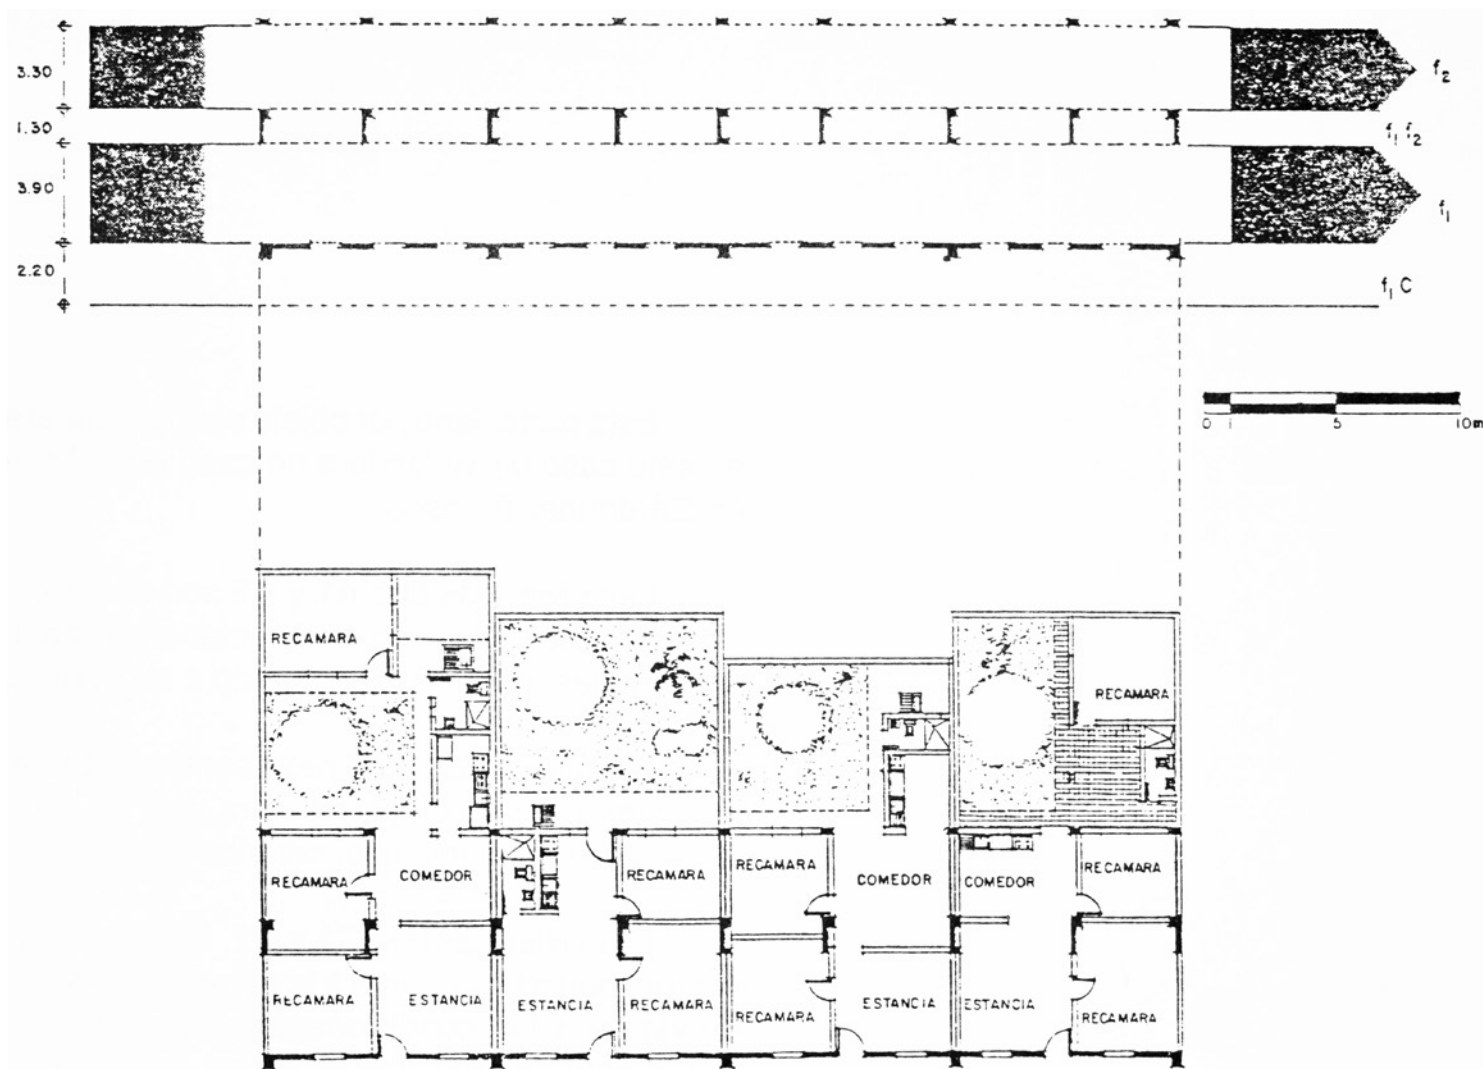 3.30
f2
1.30
f1 f2
3.90
f1
2.20
f1 C
0 1 5 10m
RECAMARA
RECAMARA
RECAMARA COMEDOR RECAMARA RECAMARA COMEDOR COMEDOR RECAMARA
RECAMARA ESTANCIA ESTANCIA RECAMARA RECAMARA ESTANCIA ESTANCIA RECAMARA